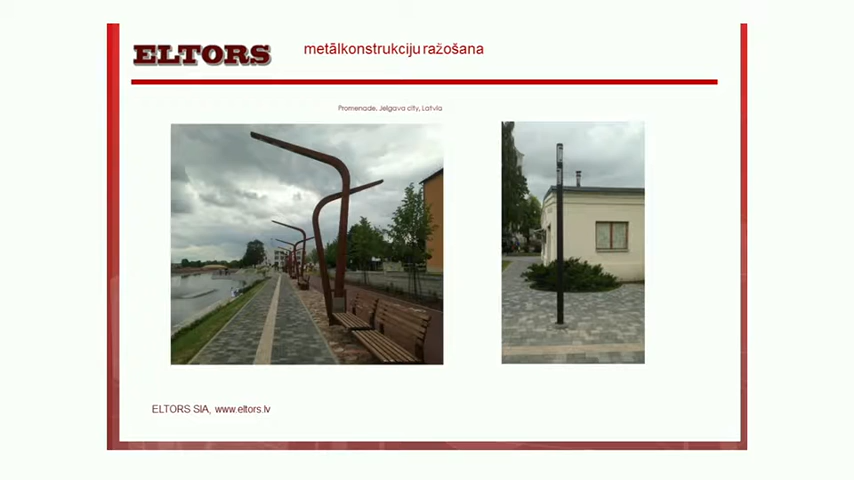 ELTORS
metālkonstrukciju ražošana
Promenade. Jelgava city, Latvia
ELTORS SIA, www.eltors.lv